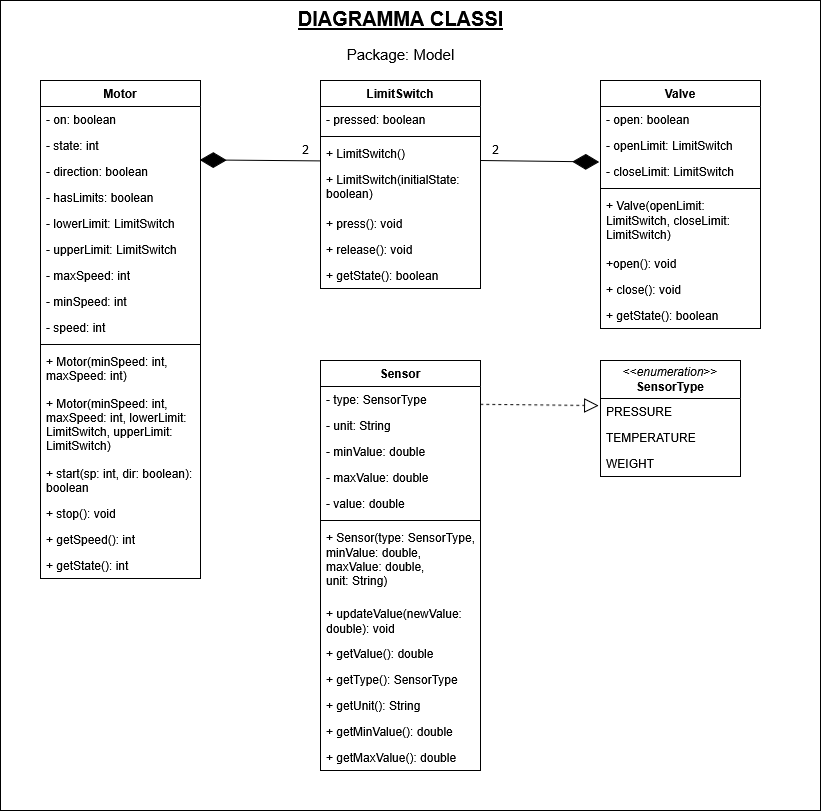 DIAGRAMMA CLASSI
Package: Model
Motor
- on: boolean
- state: int
- direction: boolean
- hasLimits: boolean
- lowerLimit: LimitSwitch
- upperLimit: LimitSwitch
- maxSpeed: int
- minSpeed: int
- speed: int
+ Motor(minSpeed: int,
maxSpeed: int)
+ Motor(minSpeed: int,
maxSpeed: int, lowerLimit:
LimitSwitch, upperLimit:
LimitSwitch)
+ start(sp: int, dir: boolean):
boolean
+ stop(): void
+ getSpeed(): int
+ getState(): int
2
LimitSwitch
- pressed: boolean
+ LimitSwitch()
+ LimitSwitch(initialState:
boolean)
+ press(): void
+ release(): void
+ getState(): boolean
2
Valve
- open: boolean
- openLimit: LimitSwitch
- closeLimit: LimitSwitch
+ Valve(openLimit:
LimitSwitch, closeLimit:
LimitSwitch)
+open(): void
+ close(): void
+ getState(): boolean
Sensor
- type: SensorType
- unit: String
- minValue: double
- maxValue: double
- value: double
+ Sensor(type: SensorType,
minValue: double,
maxValue: double,
unit: String)
+ updateValue(newValue:
double): void
+ getValue(): double
+ getType(): SensorType
+ getUnit(): String
+ getMinValue(): double
+ getMaxValue(): double
<<enumeration>>
SensorType
PRESSURE
TEMPERATURE
WEIGHT